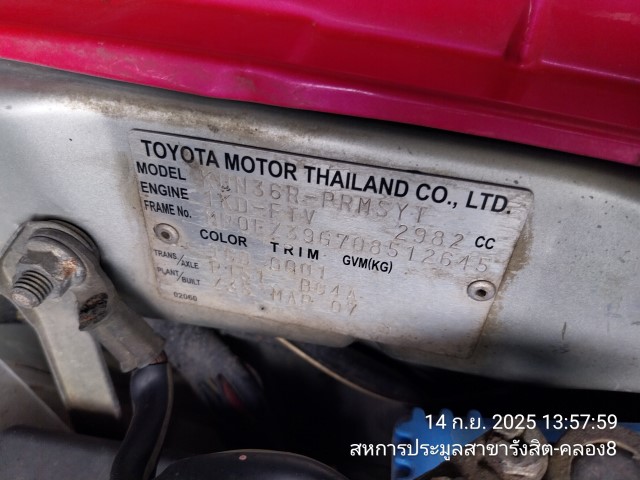 TOYOTA MOTOR THAILAND CO., LTD.
MODEL KUN36R-PRMSYT
ENGINE 1KD-FTV 2982 CC
FRAME No.
COLOR TRIM GVM(KG)
TRANS/AXLE
PLANT/BUILT MAR 07
02G60
14 ก.ย. 2025 13:57:59
สหการประมูลสาขารังสิต-คลอง8